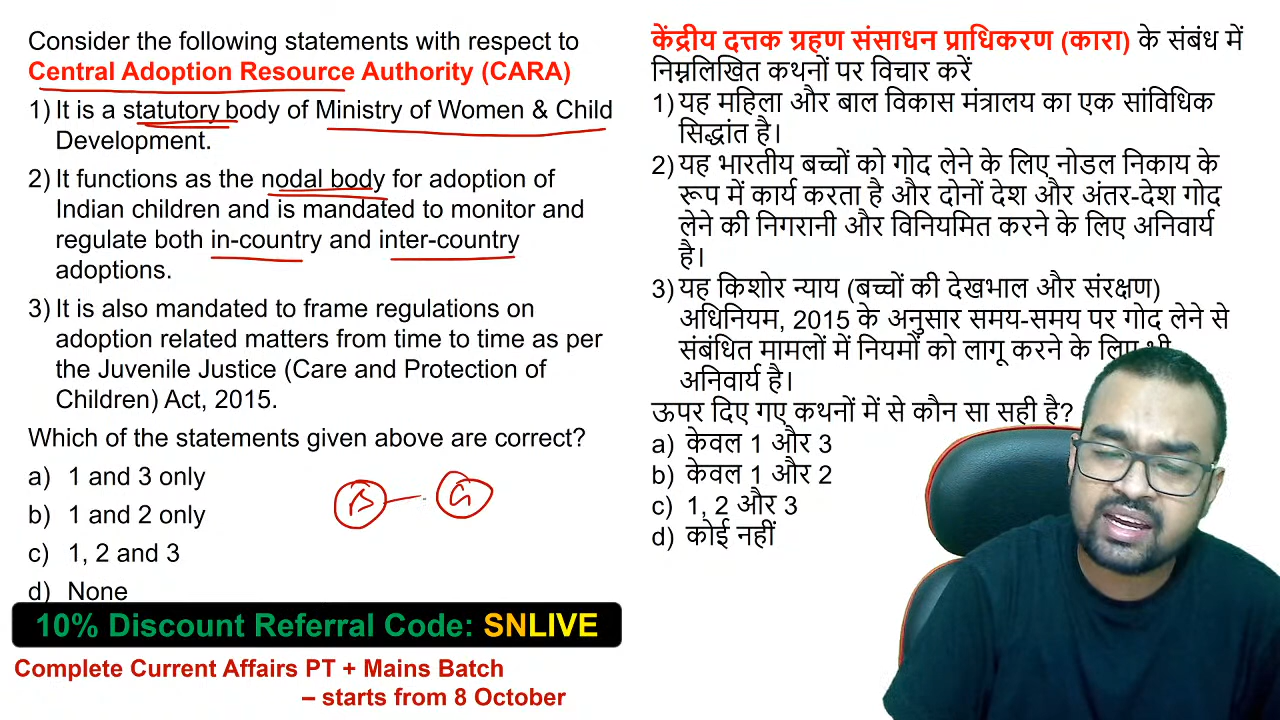 Consider the following statements with respect to
Central Adoption Resource Authority (CARA)
1) It is a statutory body of Ministry of Women & Child
Development.
2) It functions as the nodal body for adoption of
Indian children and is mandated to monitor and
regulate both in-country and inter-country
adoptions.
3) It is also mandated to frame regulations on
adoption related matters from time to time as per
the Juvenile Justice (Care and Protection of
Children) Act, 2015.
Which of the statements given above are correct?
a) 1 and 3 only
b) 1 and 2 only
c) 1, 2 and 3
d) None
B G
10% Discount Referral Code: SNLIVE
Complete Current Affairs PT + Mains Batch
– starts from 8 October
केंद्रीय दत्तक ग्रहण संसाधन प्राधिकरण (कारा) के संबंध में
निम्नलिखित कथनों पर विचार करें
1) यह महिला और बाल विकास मंत्रालय का एक सांविधिक
सिद्धांत है।
2) यह भारतीय बच्चों को गोद लेने के लिए नोडल निकाय के
रूप में कार्य करता है और दोनों देश और अंतर-देश गोद
लेने की निगरानी और विनियमित करने के लिए अनिवार्य
है।
3) यह किशोर न्याय (बच्चों की देखभाल और संरक्षण)
अधिनियम, 2015 के अनुसार समय-समय पर गोद लेने से
संबंधित मामलों में नियमों को लागू करने के लिए भी
अनिवार्य है।
ऊपर दिए गए कथनों में से कौन सा सही है?
a) केवल 1 और 3
b) केवल 1 और 2
c) 1, 2 और 3
d) कोई नहीं